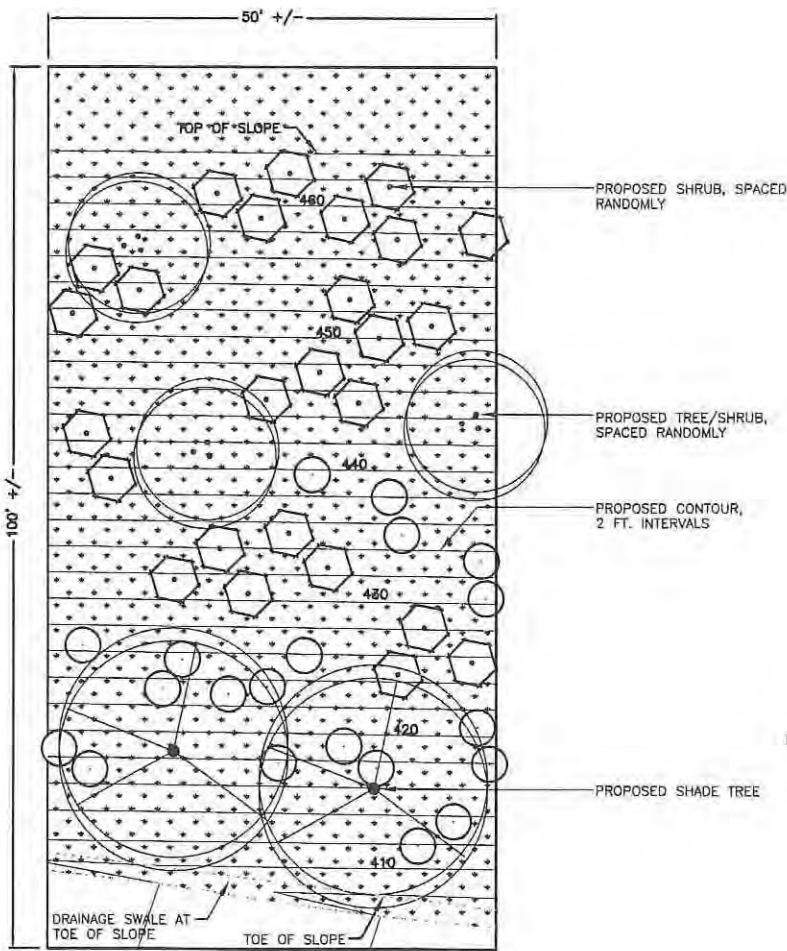 50' +/-
100' +/-
TOP OF SLOPE
460
PROPOSED SHRUB, SPACED
RANDOMLY
450
PROPOSED TREE/SHRUB,
SPACED RANDOMLY
440
PROPOSED CONTOUR,
2 FT. INTERVALS
430
420
PROPOSED SHADE TREE
410
DRAINAGE SWALE AT
TOE OF SLOPE
TOE OF SLOPE